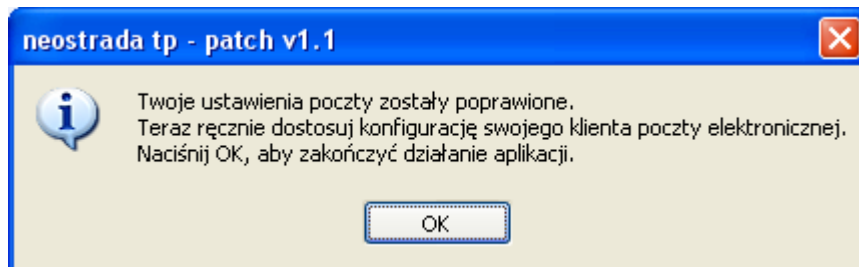 neostrada tp - patch v1.1
Twoje ustawienia poczty zostały poprawione.
Teraz ręcznie dostosuj konfigurację swojego klienta poczty elektronicznej.
Naciśnij OK, aby zakończyć działanie aplikacji.
OK